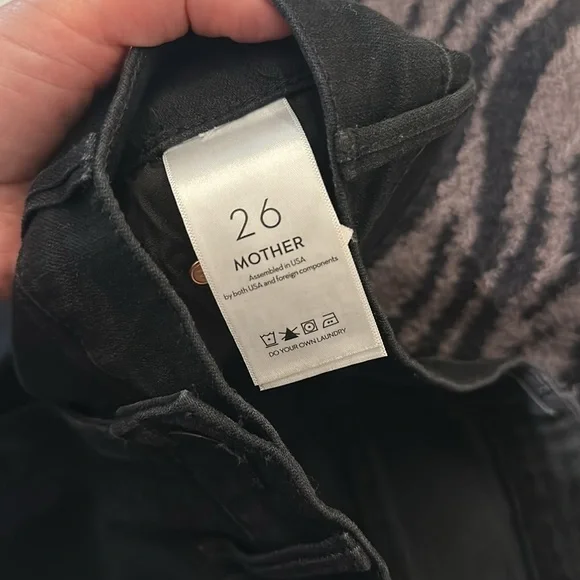 26
MOTHER
Assembled in USA
by both USA and foreign components
DO YOUR OWN LAUNDRY